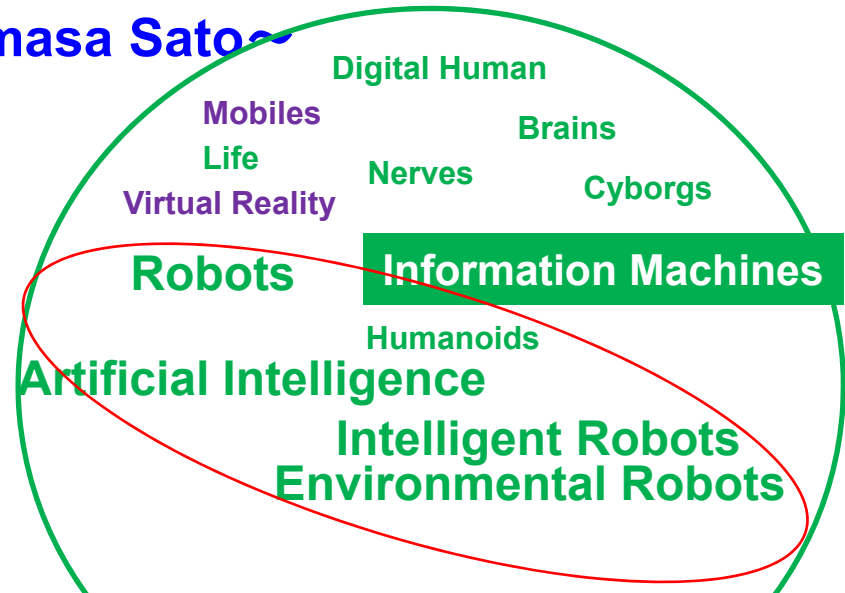 masa Sato~
Digital Human
Mobiles
Brains
Life
Nerves
Cyborgs
Virtual Reality
Robots
Information Machines
Humanoids
Artificial Intelligence
Intelligent Robots
Environmental Robots